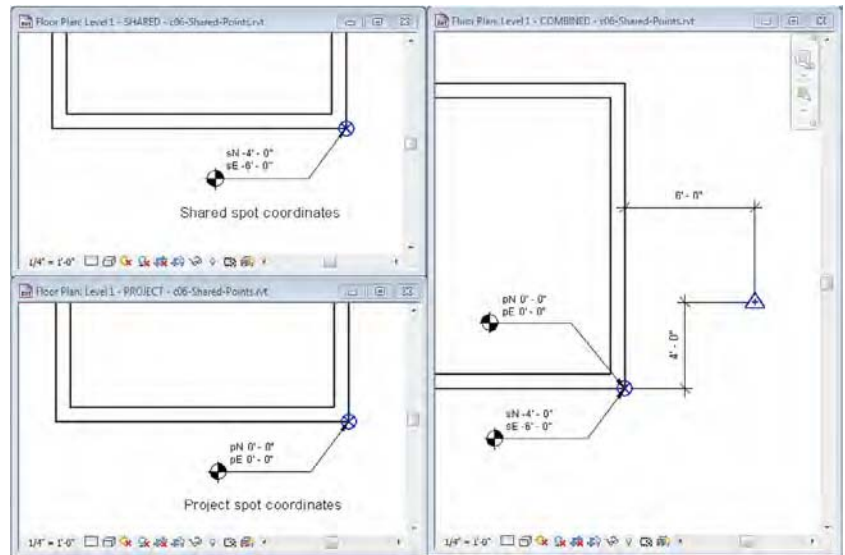 Floor Plan: Level 1 - SHARED - c06-Shared-Points.rvt
sN -4' - 0"
sE -6' - 0"
Shared spot coordinates
1/4" = 1'-0"
Floor Plan: Level 1 - PROJECT - c06-Shared-Points.rvt
pN 0' - 0"
pE 0' - 0"
Project spot coordinates
1/4" = 1'-0"
Floor Plan: Level 1 - COMBINED - c06-Shared-Points.rvt
6' - 0"
pN 0' - 0"
pE 0' - 0"
4' - 0"
sN -4' - 0"
sE -6' - 0"
1/4" = 1'-0"